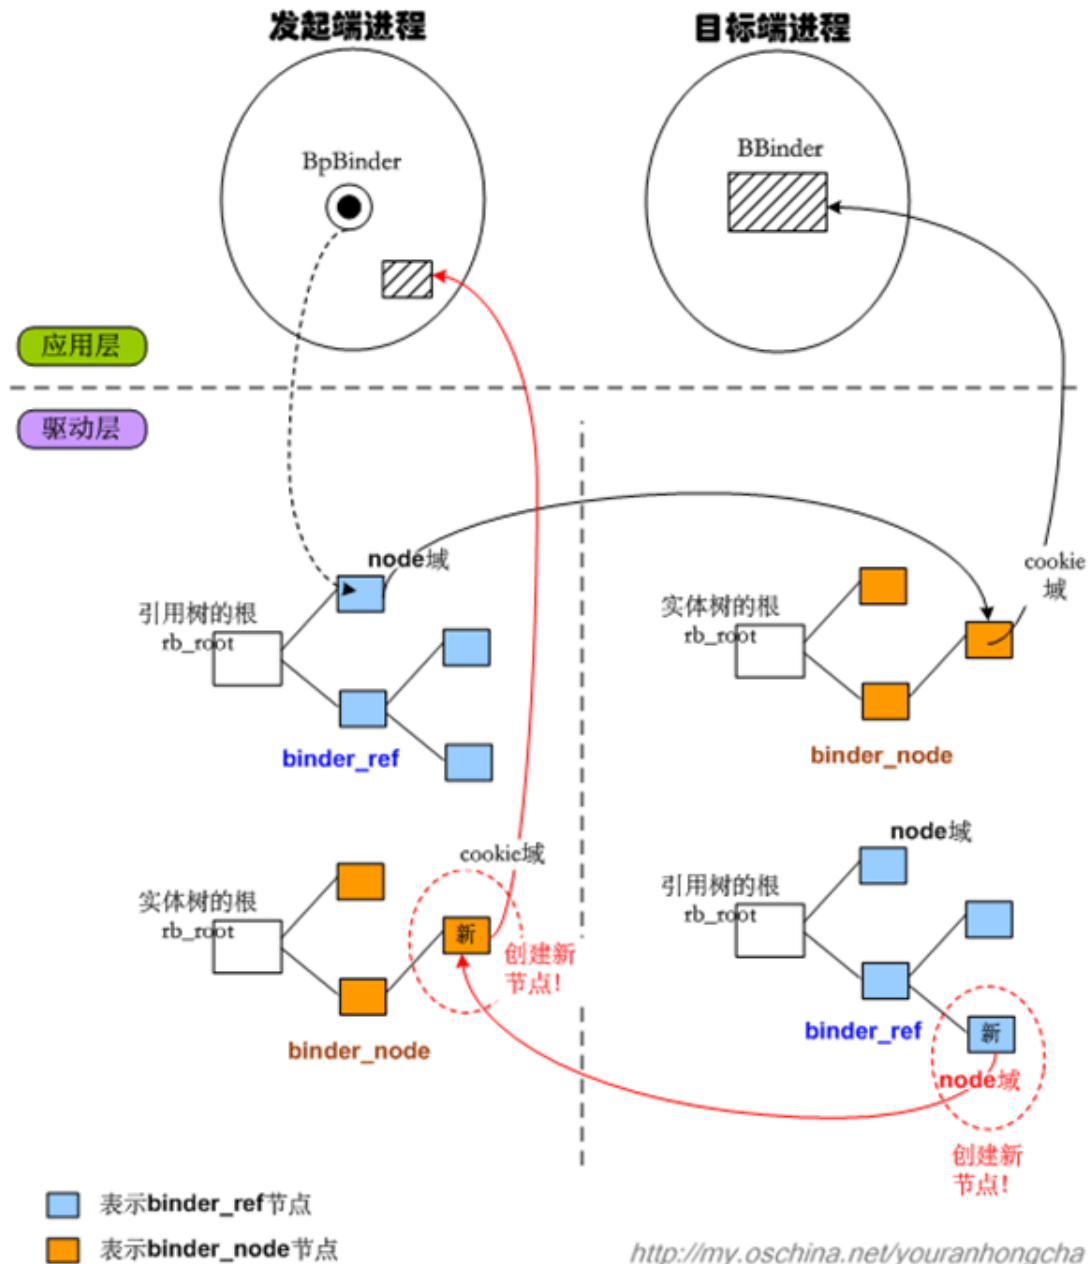 发起端进程
目标端进程
BpBinder
BBinder
应用层
驱动层
node域
cookie
域
引用树的根
rb_root
实体树的根
rb_root
binder_ref
binder_node
cookie域
node域
实体树的根
rb_root
引用树的根
rb_root
新
创建新
节点!
binder_node
binder_ref
新
node域
创建新
节点!
表示binder_ref节点
表示binder_node节点
http://my.oschina.net/youranhongcha